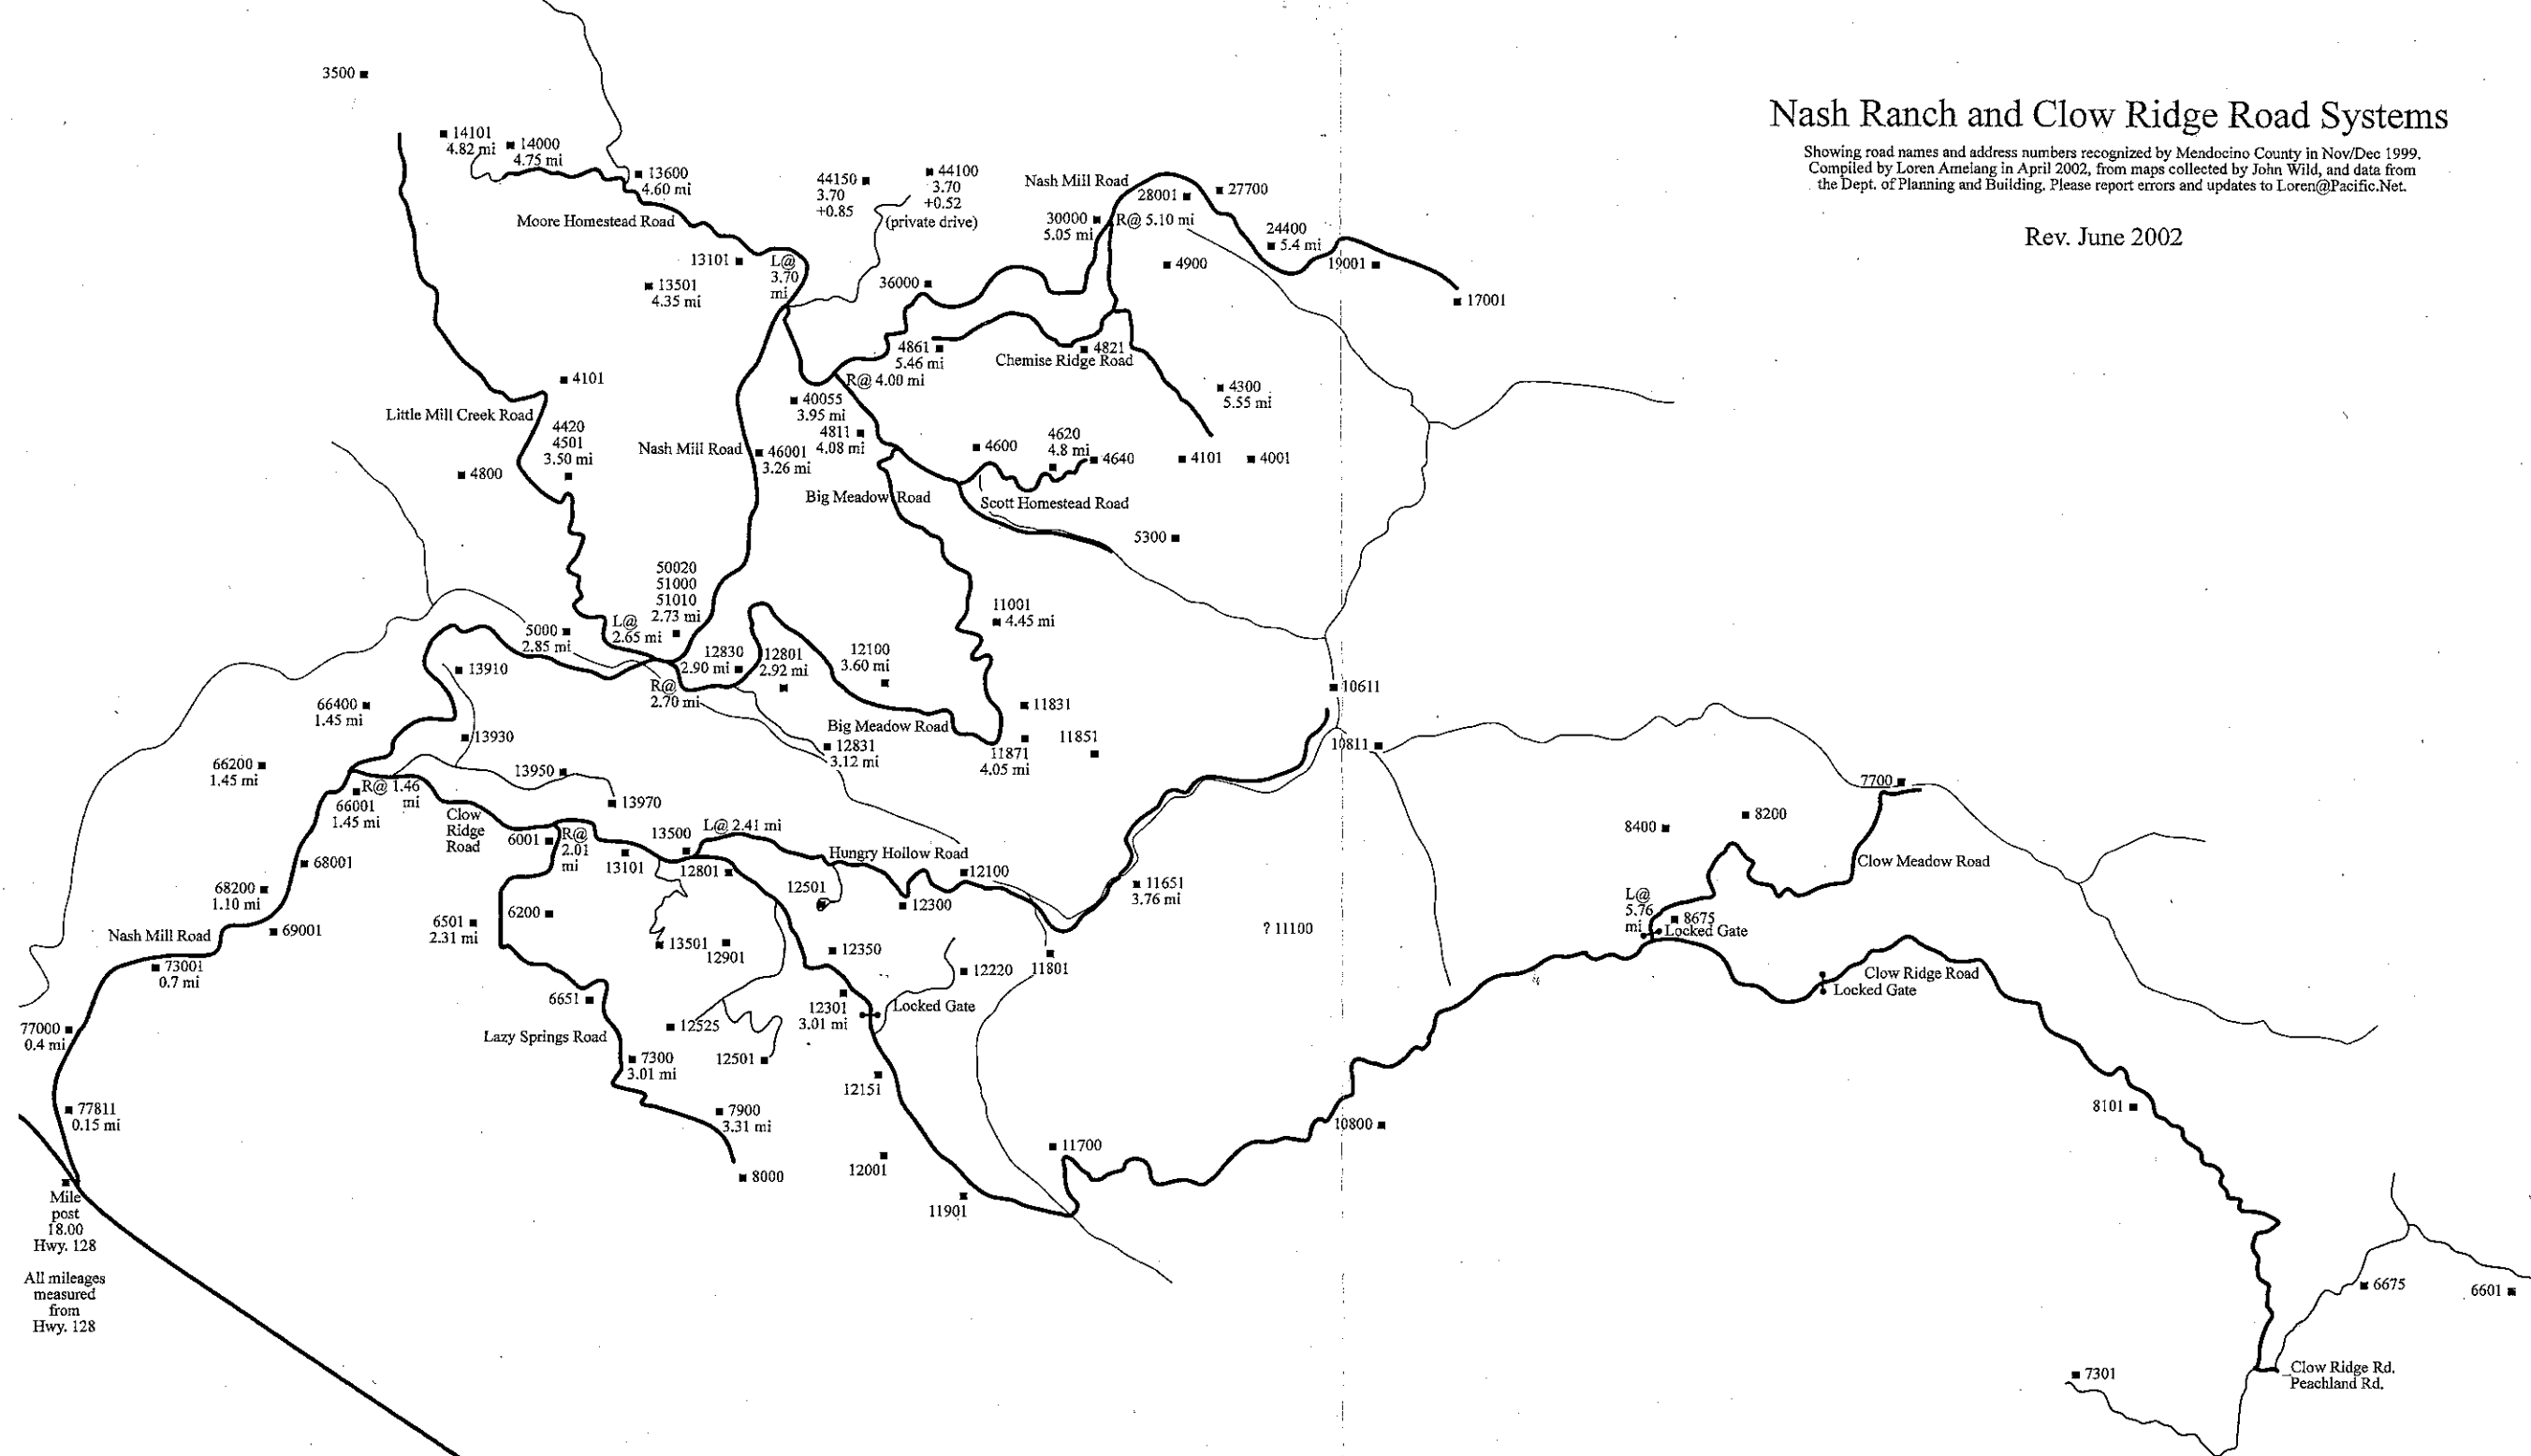 Nash Ranch and Clow Ridge Road Systems
Showing road names and address numbers recognized by Mendocino County in Nov/Dec 1999.
Compiled by Loren Amelang in April 2002, from maps collected by John Wild, and data from
the Dept. of Planning and Building. Please report errors and updates to Loren@Pacific.Net.
Rev. June 2002
3500
14101
4.82 mi
14000
4.75 mi
13600
4.60 mi
Moore Homestead Road
13101
13501
4.35 mi
L@
3.70
mi
44150
3.70
+0.85
44100
3.70
+0.52
(private drive)
Nash Mill Road
28001
27700
30000
5.05 mi
R@ 5.10 mi
24400
5.4 mi
4900
19001
17001
36000
4861
5.46 mi
4821
Chemise Ridge Road
R@ 4.00 mi
4300
5.55 mi
4101
Little Mill Creek Road
4420
4501
3.50 mi
4800
Nash Mill Road
46001
3.26 mi
40055
3.95 mi
4811
4.08 mi
4600
4620
4.8 mi
4640
4101
4001
Big Meadow Road
Scott Homestead Road
5300
50020
51000
51010
2.73 mi
L@
2.65 mi
5000
2.85 mi
11001
4.45 mi
12830
2.90 mi
12801
2.92 mi
12100
3.60 mi
R@
2.70 mi
13910
66400
1.45 mi
13930
Big Meadow Road
12831
3.12 mi
11831
11871
4.05 mi
11851
10611
10811
66200
1.45 mi
13950
13970
R@ 1.46
mi
66001
1.45 mi
Clow
Ridge
Road
6001
R@
2.01
mi
13101
13500
L@ 2.41 mi
12801
Hungry Hollow Road
12501
12100
12300
11651
3.76 mi
7700
8400
8200
Clow Meadow Road
68001
68200
1.10 mi
69001
Nash Mill Road
73001
0.7 mi
6501
2.31 mi
6200
13501
12901
12350
12220
11801
? 11100
L@
5.76
mi
8675
Locked Gate
Clow Ridge Road
Locked Gate
77000
0.4 mi
6651
Lazy Springs Road
12525
12501
12301
3.01 mi
Locked Gate
7300
3.01 mi
12151
77811
0.15 mi
7900
3.31 mi
8000
12001
11901
11700
10800
8101
Mile
post
18.00
Hwy. 128
All mileages
measured
from
Hwy. 128
6675
6601
7301
Clow Ridge Rd.
Peachland Rd.